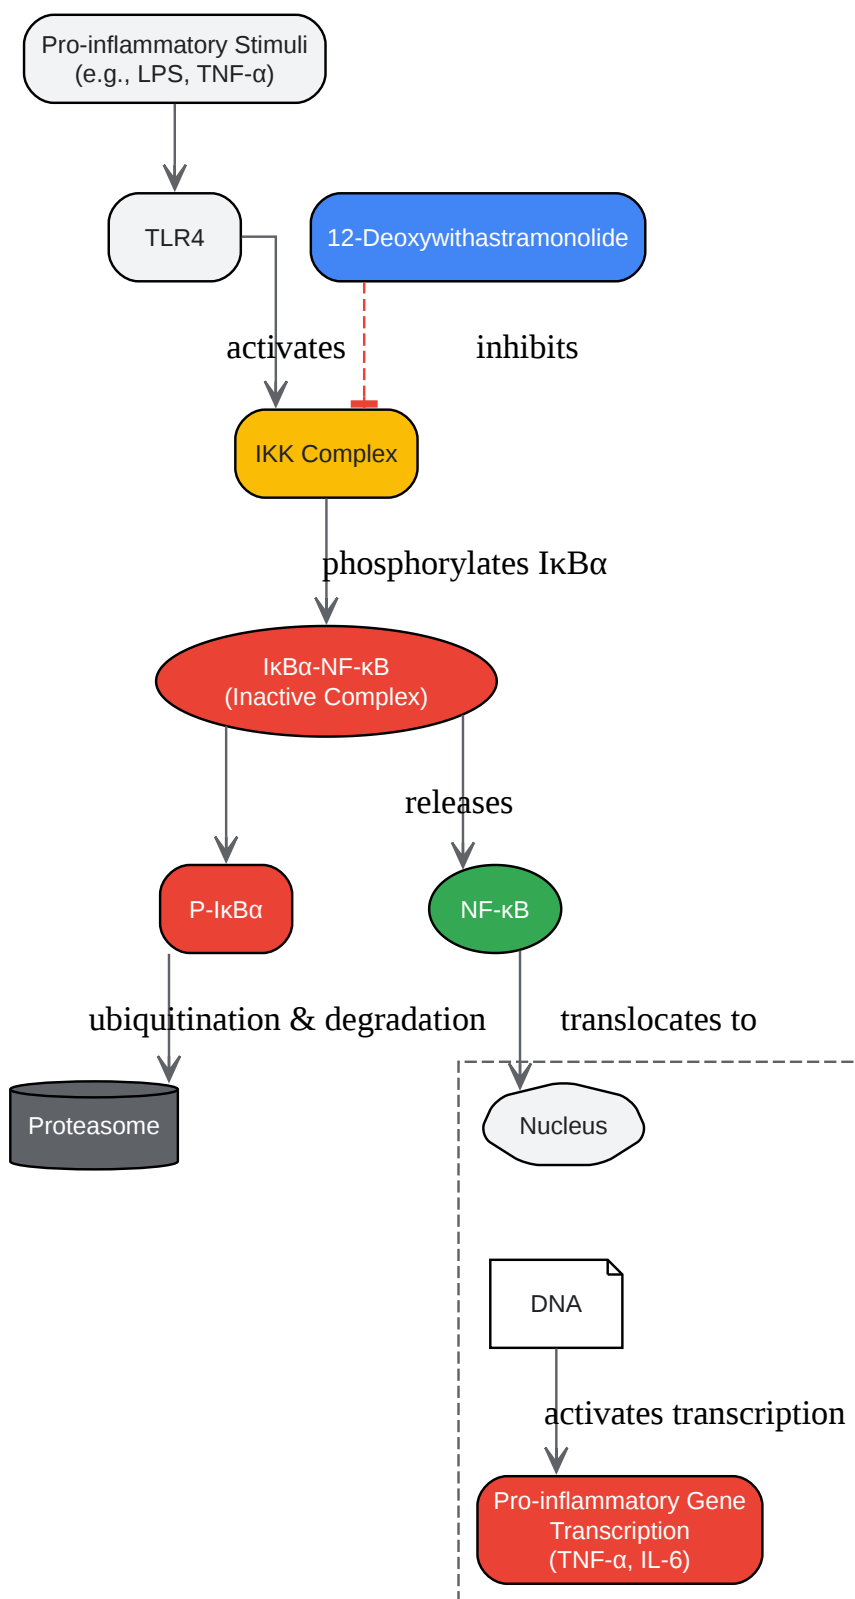 Pro-inflammatory Stimuli
(e.g., LPS, TNF-α)
TLR4
12-Deoxywithastramonolide
activates
inhibits
IKK Complex
phosphorylates IκBα
IκBα-NF-κB
(Inactive Complex)
releases
P-IκBα
NF-κB
ubiquitination & degradation
translocates to
Proteasome
Nucleus
DNA
activates transcription
Pro-inflammatory Gene
Transcription
(TNF-α, IL-6)